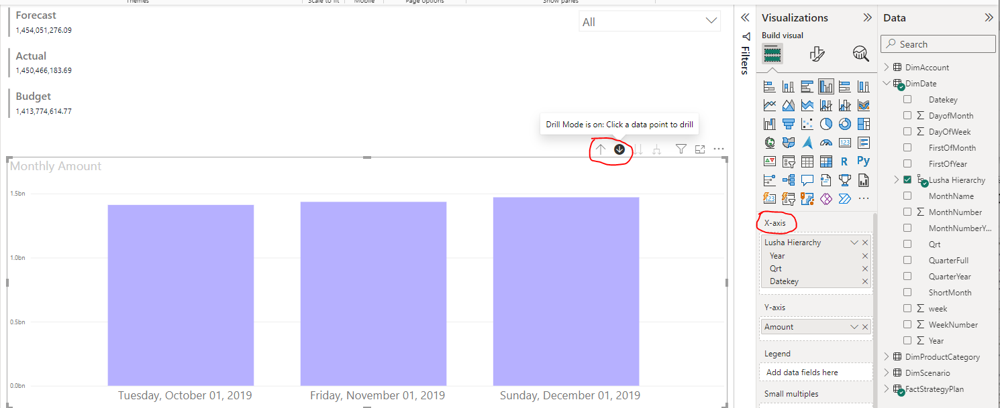 Themes
Scale to fit
Mobile
Page options
Show panes
Forecast
1,454,051,276.09
Actual
1,450,466,183.69
Budget
1,413,774,614.77
All
Drill Mode is on: Click a data point to drill
Monthly Amount
1.5bn
1.0bn
0.5bn
0.0bn
Tuesday, October 01, 2019
Friday, November 01, 2019
Sunday, December 01, 2019
Filters
Visualizations
Build visual
123
R
Py
123
X-axis
Lusha Hierarchy
Year
Qrt
Datekey
Y-axis
Amount
Legend
Add data fields here
Small multiples
Data
Search
DimAccount
DimDate
Datekey
DayofMonth
DayOfWeek
FirstOfMonth
FirstOfYear
Lusha Hierarchy
MonthName
MonthNumber
MonthNumberY...
Qrt
QuarterFull
QuarterYear
ShortMonth
week
WeekNumber
Year
DimProductCategory
DimScenario
FactStrategyPlan